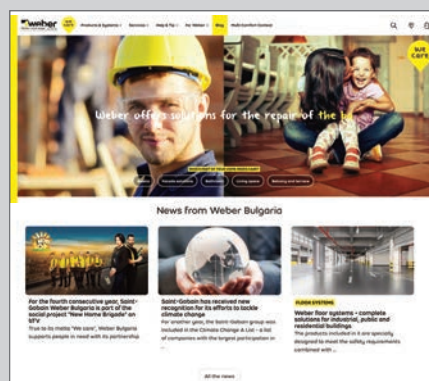 weber
we care
Products & Systems
Services
Help & Tip
For Weber
Blog
Multi Comfort Contest
we care
Weber offers solutions for the repair of the
News from Weber Bulgaria
For the fourth consecutive year, Saint-
Gobain Weber Bulgaria is part of the
social project "New Home Brigade" on
bTV
True to its motto "We care", Weber Bulgaria
supports people in need with its partnership
Saint-Gobain has received new
recognition for its efforts to tackle
climate change
For another year, the Saint-Gobain group was
included in the Climate Change A List - a list
of companies with the largest participation in
...
FLOOR SYSTEMS
Weber floor systems - complete
solutions for industrial, public and
residential buildings.
The products included in it are specially
designed to meet the safety requirements
combined with ...
All the news